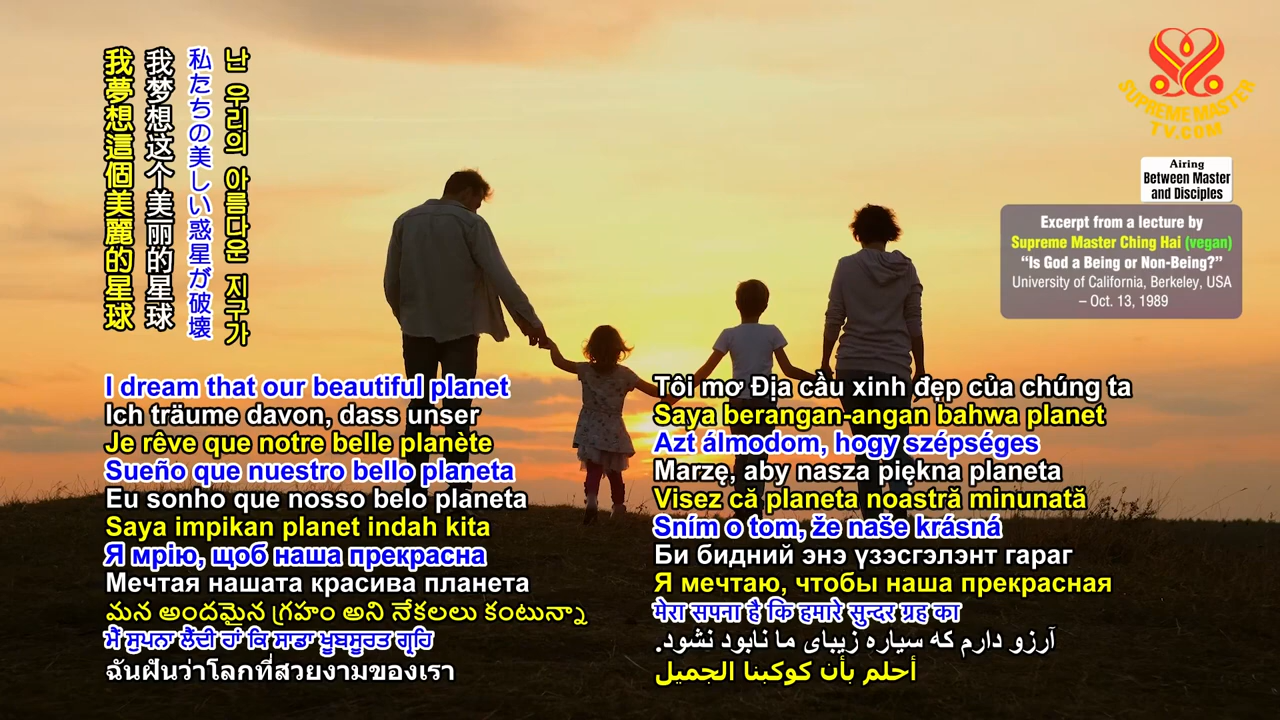 我夢想這個美麗的星球
我梦想这个美丽的星球
私たちの美しい惑星が破壊
난 우리의 아름다운 지구가
SUPREME MASTER
TV.COM
Airing
Between Master
and Disciples
Excerpt from a lecture by
Supreme Master Ching Hai (vegan)
“Is God a Being or Non-Being?”
University of California, Berkeley, USA
– Oct. 13, 1989
I dream that our beautiful planet
Ich träume davon, dass unser
Je rêve que notre belle planète
Sueño que nuestro bello planeta
Eu sonho que nosso belo planeta
Saya impikan planet indah kita
Я мрію, щоб наша прекрасна
Мечтая нашата красива планета
మన అందమైన గ్రహం అని నేకలలు కంటున్నా
ਮੈਂ ਸੁਪਨਾ ਲੈਂਦੀ ਹਾਂ ਕਿ ਸਾਡਾ ਖੂਬਸੂਰਤ ਗ੍ਰਹਿ
ฉันฝันว่าโลกที่สวยงามของเรา
Tôi mơ Địa cầu xinh đẹp của chúng ta
Saya berangan-angan bahwa planet
Azt álmodom, hogy szépséges
Marzę, aby nasza piękna planeta
Visez că planeta noastră minunată
Sním o tom, že naše krásná
Би бидний энэ үзэсгэлэнт гараг
Я мечтаю, чтобы наша прекрасная
मेरा सपना है कि हमारे सुन्दर ग्रह का
آرزو دارم که سیاره زیبای ما نابود نشود.
أحلم بأن كوكبنا الجميل